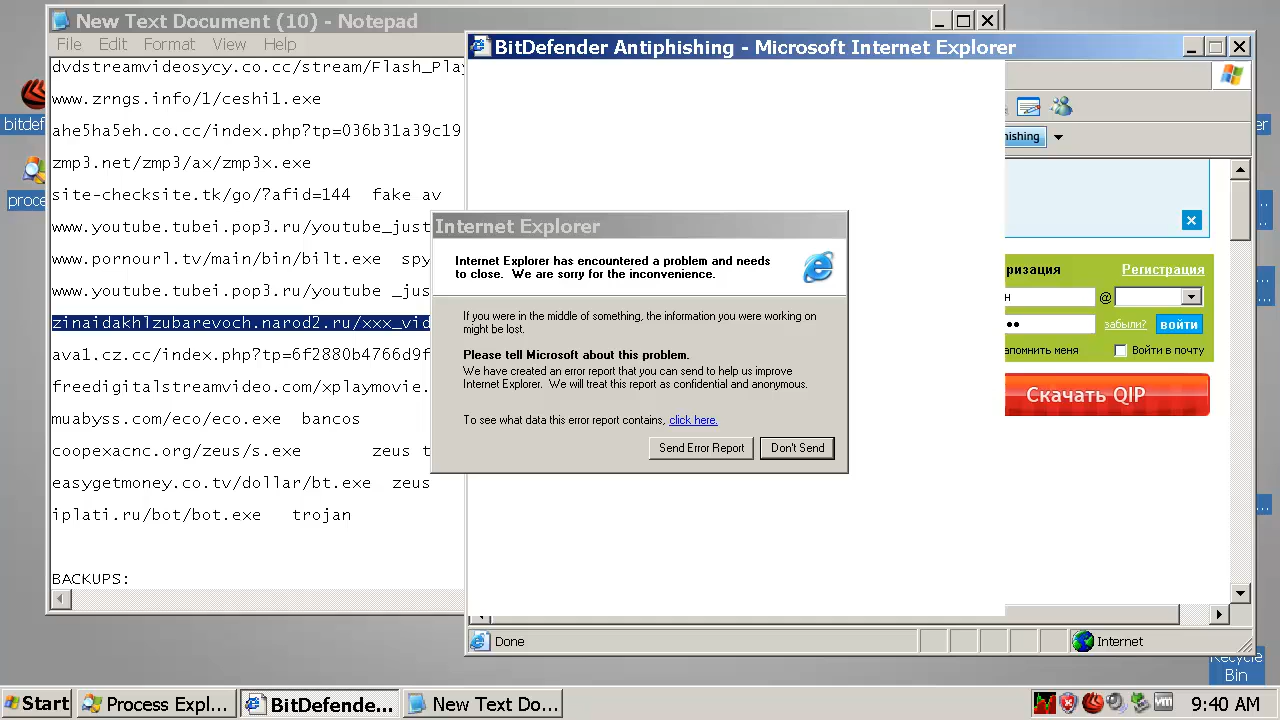 New Text Document (10) - Notepad
File Edit Format View Help
dvdstreamvideosycy.co.cc/stream/Flash_Play
www.zrngs.info/1/ceshi1.exe
ahe5ha5eh.co.cc/index.php?tp=036b31a39c19
zmp3.net/zmp3/ax/zmp3x.exe
site-checksite.tk/go/?afid=144 fake av
www.youtube.tubei.pop3.ru/youtube_just
www.pornourl.tv/main/bin/bilt.exe spy
www.youtube.tubei.pop3.ru/youtube _jus
zinaidakhlzubarevoch.narod2.ru/xxx_vid
ava1.cz.cc/index.php?tp=6f2880b4766d9f
freedigitalstreamvideo.com/xplaymovie.
muabyss.com/eco/eco.exe bancos
coopexacnc.org/zeus/s.exe zeus t
easygetmoney.co.tv/dollar/bt.exe zeus
iplati.ru/bot/bot.exe trojan
BACKUPS:
BitDefender Antiphishing - Microsoft Internet Explorer
hishing
ризация
Регистрация
н
@
забыли?
войти
апомнить меня
Войти в почту
Скачать QIP
Done
Internet
Internet Explorer
Internet Explorer has encountered a problem and needs
to close. We are sorry for the inconvenience.
If you were in the middle of something, the information you were working on
might be lost.
Please tell Microsoft about this problem.
We have created an error report that you can send to help us improve
Internet Explorer. We will treat this report as confidential and anonymous.
To see what data this error report contains, click here.
Send Error Report
Don't Send
bitdef
proce
er
Recycle
Bin
Start
Process Expl...
BitDefende...
New Text Do...
vm
9:40 AM